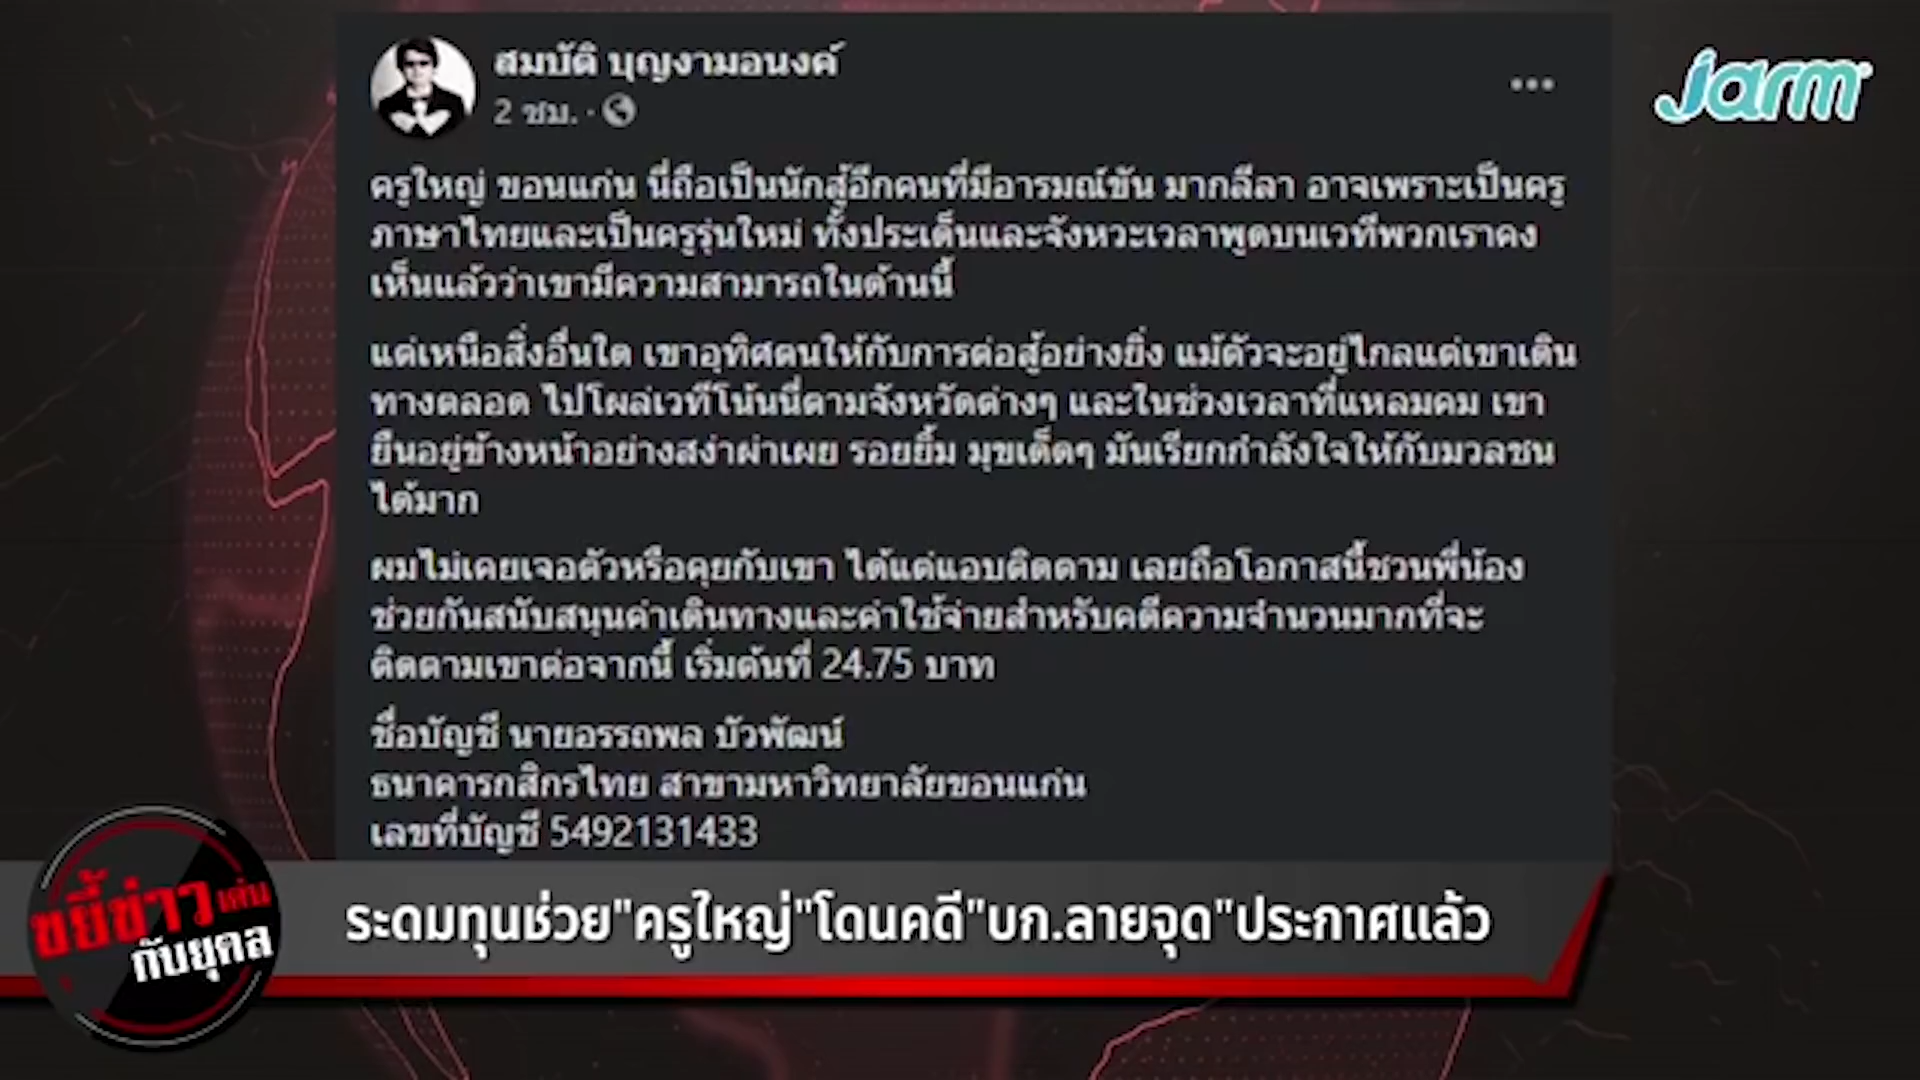 สมบัติ บุญงามอนงค์
2 ชม. ·
jarm
ครูใหญ่ ขอนแก่น นี่ถือเป็นนักสู้อีกคนที่มีอารมณ์ขัน มากลีลา อาจเพราะเป็นครู
ภาษาไทยและเป็นครูรุ่นใหม่ ทั้งประเด็นและจังหวะเวลาพูดบนเวทีพวกเราคง
เห็นแล้วว่าเขามีความสามารถในด้านนี้
แต่เหนือสิ่งอื่นใด เขาอุทิศตนให้กับการต่อสู้อย่างยิ่ง แม้ตัวจะอยู่ไกลแต่เขาเดิน
ทางตลอด ไปโผล่เวทีโน้นนี่ตามจังหวัดต่างๆ และในช่วงเวลาที่แหลมคม เขา
ยืนอยู่ข้างหน้าอย่างสง่าผ่าเผย รอยยิ้ม มุขเด็ดๆ มันเรียกกำลังใจให้กับมวลชน
ได้มาก
ผมไม่เคยเจอตัวหรือคุยกับเขา ได้แต่แอบติดตาม เลยถือโอกาสนี้ชวนพี่น้อง
ช่วยกันสนับสนุนค่าเดินทางและค่าใช้จ่ายสำหรับคดีความจำนวนมากที่จะ
ติดตามเขาต่อจากนี้ เริ่มต้นที่ 24.75 บาท
ชื่อบัญชี นายอรรถพล บัวพัฒน์
ธนาคารกสิกรไทย สาขามหาวิทยาลัยขอนแก่น
เลขที่บัญชี 5492131433
ขยี้ข่าวเด่น
กับยุคล
ระดมทุนช่วย"ครูใหญ่"โดนคดี"บก.ลายจุด"ประกาศแล้ว